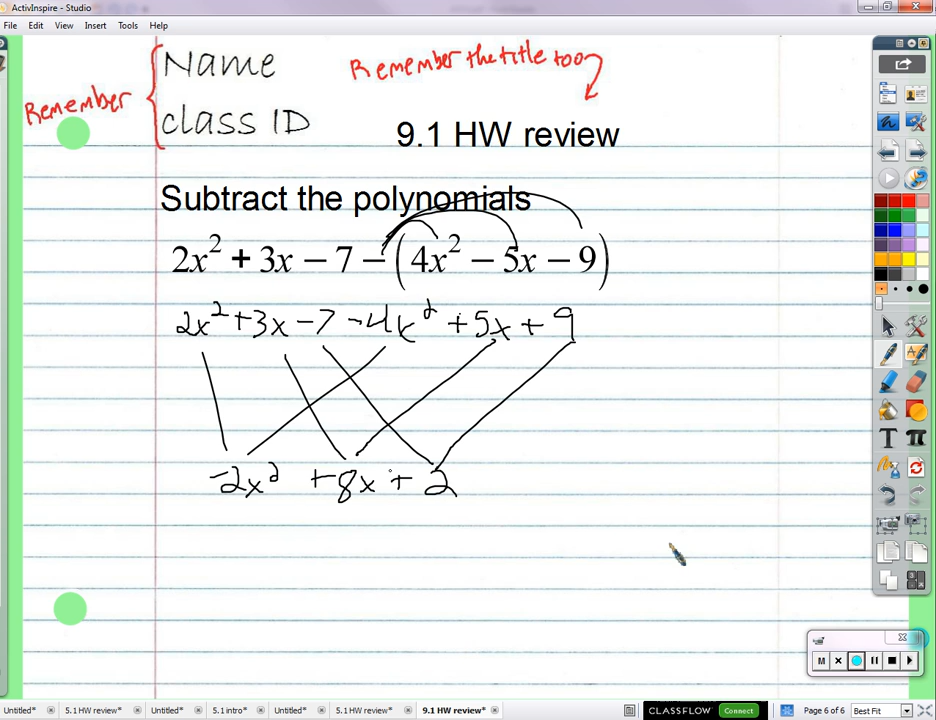 ActivInspire - Studio
File Edit View Insert Tools Help
Name
Remember the title too
Remember
class ID
9.1 HW review
Subtract the polynomials
2x² + 3x − 7 − (4x² − 5x − 9)
2x² + 3x − 7 − 4x² + 5x + 9
−2x² + 8x + 2
T π
M
Untitled* 5.1 HW review* Untitled* 5.1 intro* Untitled* 5.1 HW review* 9.1 HW review* CLASSFLOW Connect Page 6 of 6 Best Fit